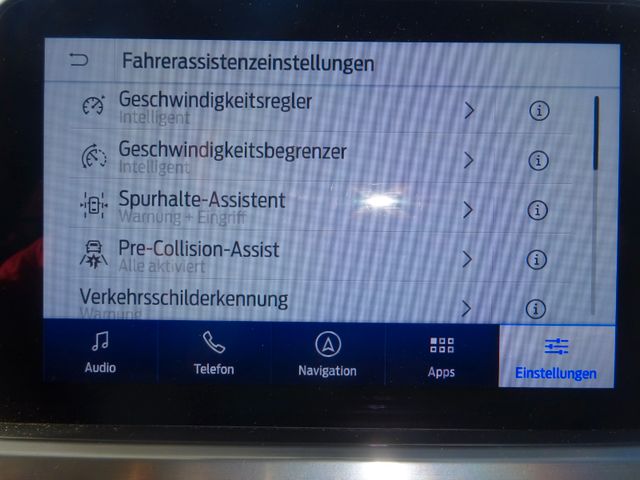 Fahrerassistenzeinstellungen
Geschwindigkeitsregler
Intelligent
Geschwindigkeitsbegrenzer
Intelligent
Spurhalte-Assistent
Warnung + Eingriff
Pre-Collision-Assist
Alle aktiviert
Verkehrsschilderkennung
Warnung
Audio
Telefon
Navigation
Apps
Einstellungen